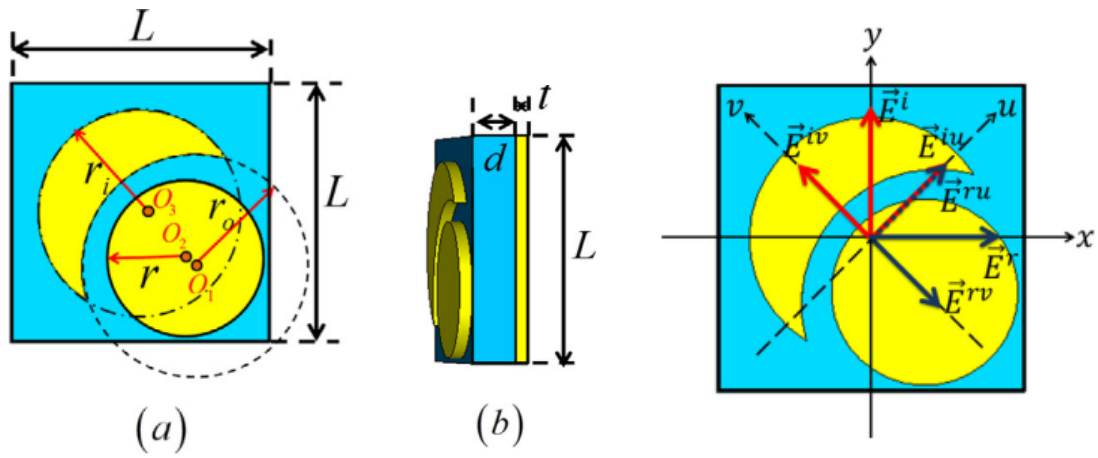 L
L
r_i
O_3
O_2
r_o
r
O_1
(a)
t
d
L
(b)
y
v
E⃗^i
u
E⃗^{iv}
E⃗^{iu}
E⃗^{ru}
x
E⃗^r
E⃗^{rv}